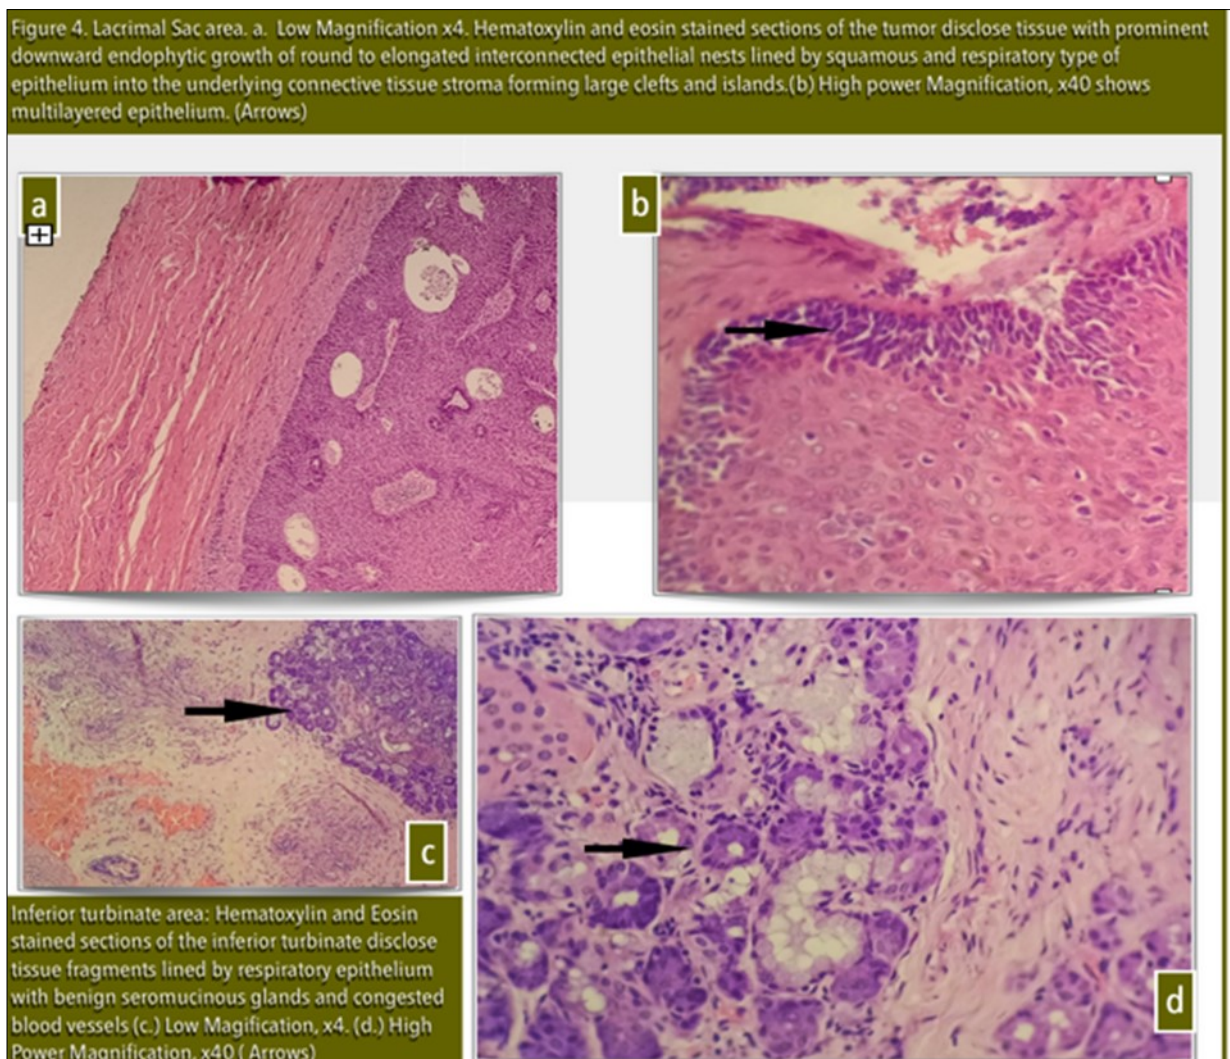 Figure 4. Lacrimal Sac area. a. Low Magnification x4. Hematoxylin and eosin stained sections of the tumor disclose tissue with prominent
downward endophytic growth of round to elongated interconnected epithelial nests lined by squamous and respiratory type of
epithelium into the underlying connective tissue stroma forming large clefts and islands.(b) High power Magnification, x40 shows
multilayered epithelium. (Arrows)
a
b
c
d
Inferior turbinate area: Hematoxylin and Eosin
stained sections of the inferior turbinate disclose
tissue fragments lined by respiratory epithelium
with benign seromucinous glands and congested
blood vessels (c.) Low Magification, x4. (d.) High
Power Magnification, x40 ( Arrows)